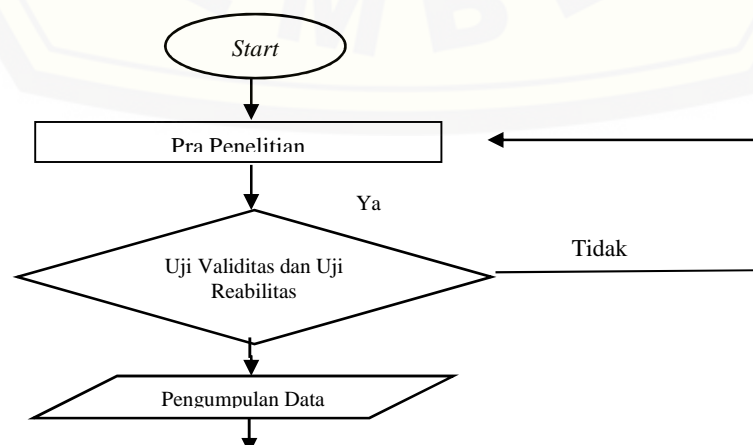 Start
Pra Penelitian
Ya
Uji Validitas dan Uji
Reabilitas
Tidak
Pengumpulan Data